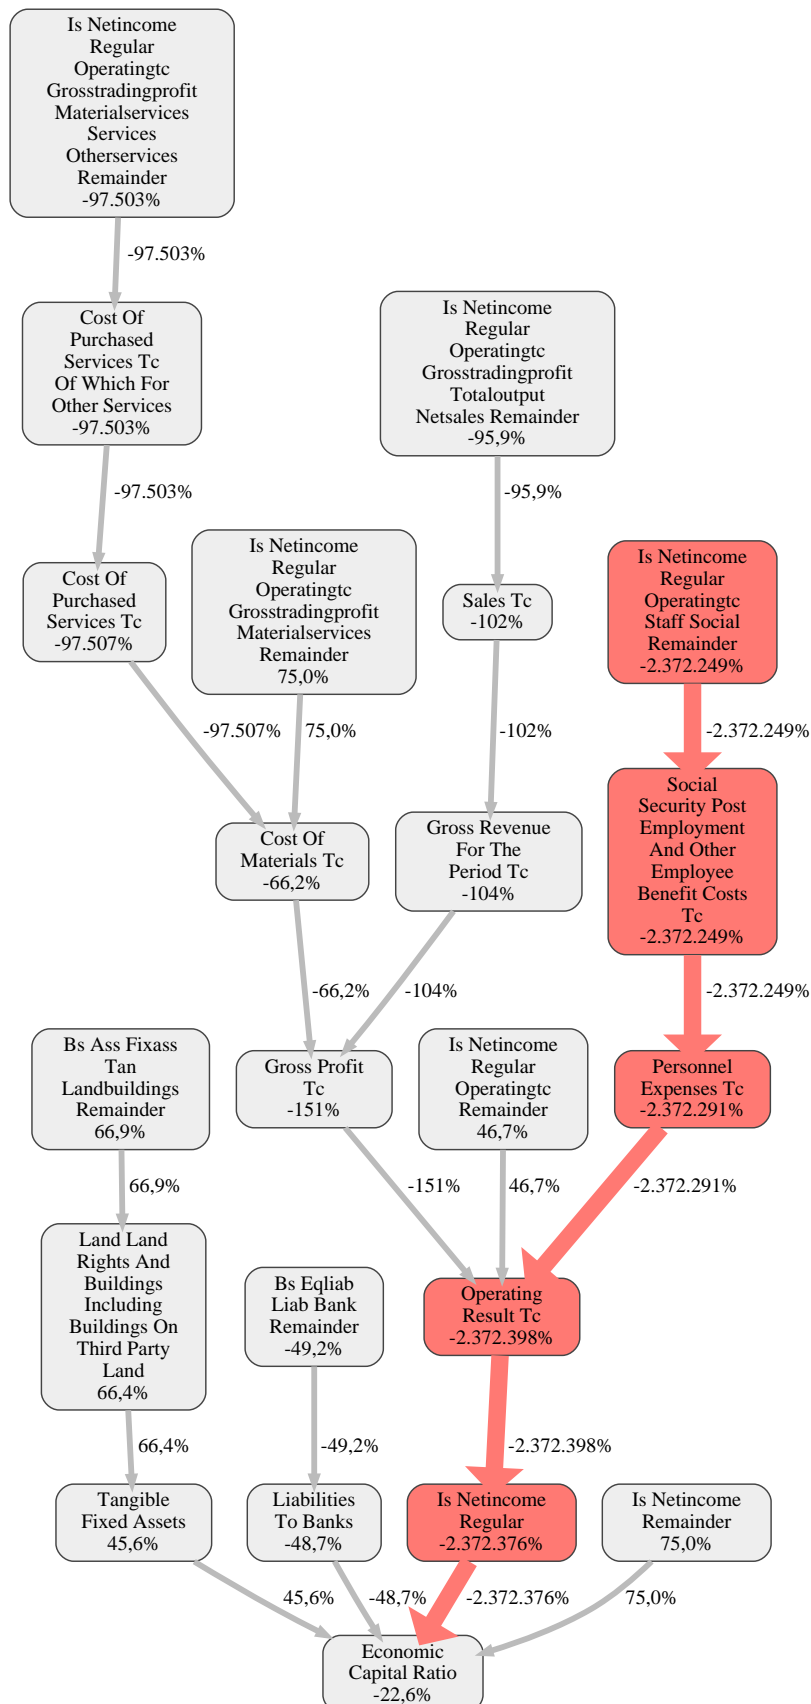 Is Netincome
Regular
Operatingtc
Grosstradingprofit
Materialservices
Services
Otherservices
Remainder
-97.503%
-97.503%
Cost Of
Purchased
Services Tc
Of Which For
Other Services
-97.503%
Is Netincome
Regular
Operatingtc
Grosstradingprofit
Totaloutput
Netsales Remainder
-95,9%
-97.503%
-95,9%
Cost Of
Purchased
Services Tc
-97.507%
Is Netincome
Regular
Operatingtc
Grosstradingprofit
Materialservices
Remainder
75,0%
Sales Tc
-102%
Is Netincome
Regular
Operatingtc
Staff Social
Remainder
-2.372.249%
-97.507%
75,0%
-102%
-2.372.249%
Cost Of
Materials Tc
-66,2%
Gross Revenue
For The
Period Tc
-104%
Social
Security Post
Employment
And Other
Employee
Benefit Costs
Tc
-2.372.249%
-66,2%
-104%
-2.372.249%
Bs Ass Fixass
Tan
Landbuildings
Remainder
66,9%
Gross Profit
Tc
-151%
Is Netincome
Regular
Operatingtc
Remainder
46,7%
Personnel
Expenses Tc
-2.372.291%
66,9%
-151%
46,7%
-2.372.291%
Land Land
Rights And
Buildings
Including
Buildings On
Third Party
Land
66,4%
Bs Eqliab
Liab Bank
Remainder
-49,2%
Operating
Result Tc
-2.372.398%
66,4%
-49,2%
-2.372.398%
Tangible
Fixed Assets
45,6%
Liabilities
To Banks
-48,7%
Is Netincome
Regular
-2.372.376%
Is Netincome
Remainder
75,0%
45,6%
-48,7%
-2.372.376%
75,0%
Economic
Capital Ratio
-22,6%